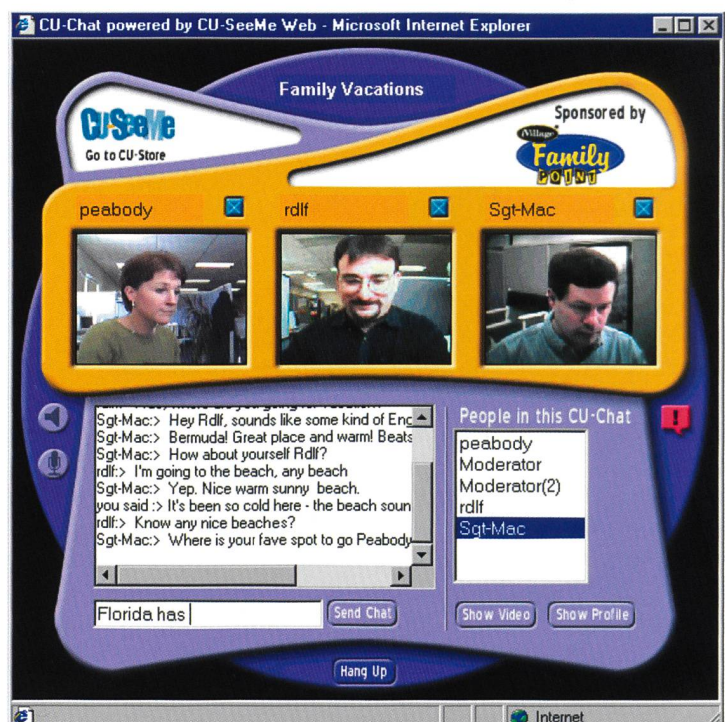 CU-Chat powered by CU-SeeMe Web - Microsoft Internet Explorer
Family Vacations
CU-SeeMe
Go to CU-Store
Sponsored by
iVillage
Family
POINT
peabody
rdlf
Sgt-Mac
Sgt-Mac:> Hey Rdlf, sounds like some kind of Eng
Sgt-Mac:> Bermuda! Great place and warm! Beats
Sgt-Mac:> How about yourself Rdlf?
rdlf:> I'm going to the beach, any beach
Sgt-Mac:> Yep. Nice warm sunny beach.
you said :> It's been so cold here - the beach soun
rdlf:> Know any nice beaches?
Sgt-Mac:> Where is your fave spot to go Peabody
Florida has
Send Chat
People in this CU-Chat
peabody
Moderator
Moderator(2)
rdlf
Sgt-Mac
Show Video
Show Profile
!
Hang Up
Internet